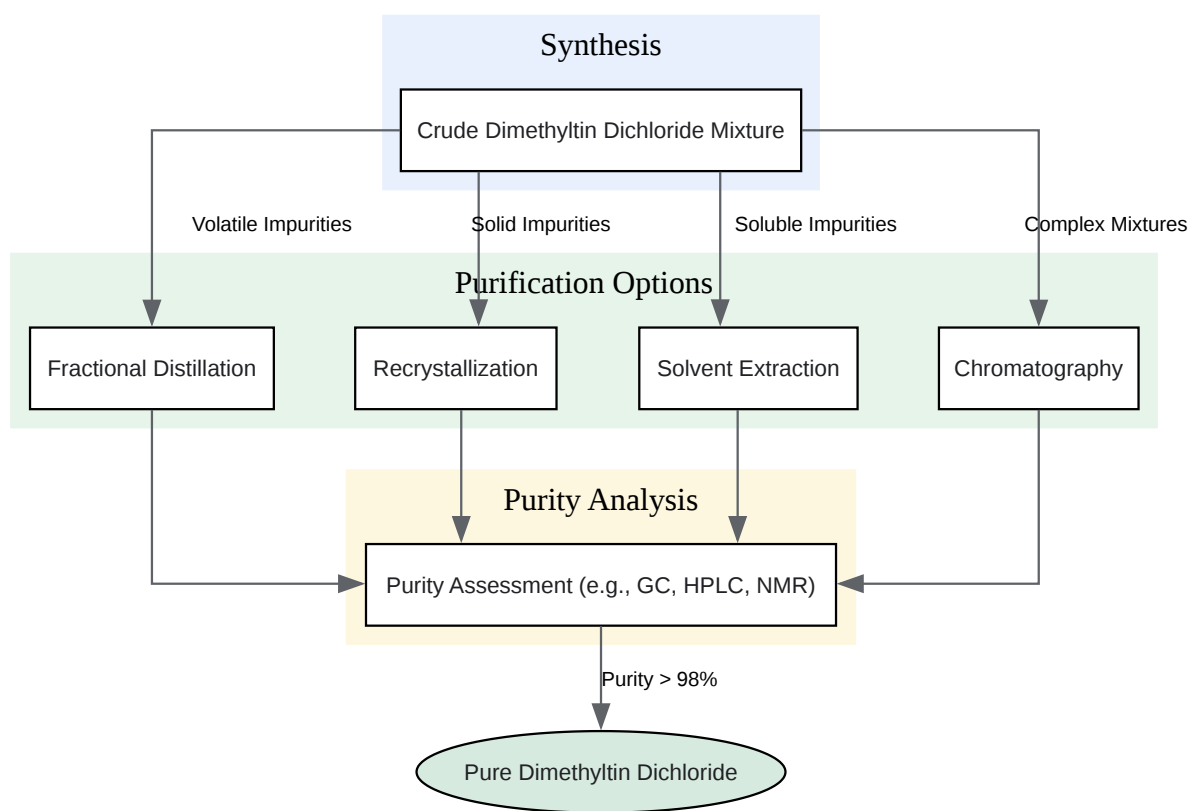 Synthesis
Crude Dimethyltin Dichloride Mixture
Volatile Impurities
Solid Impurities
Soluble Impurities
Complex Mixtures
Purification Options
Fractional Distillation
Recrystallization
Solvent Extraction
Chromatography
Purity Analysis
Purity Assessment (e.g., GC, HPLC, NMR)
Purity > 98%
Pure Dimethyltin Dichloride